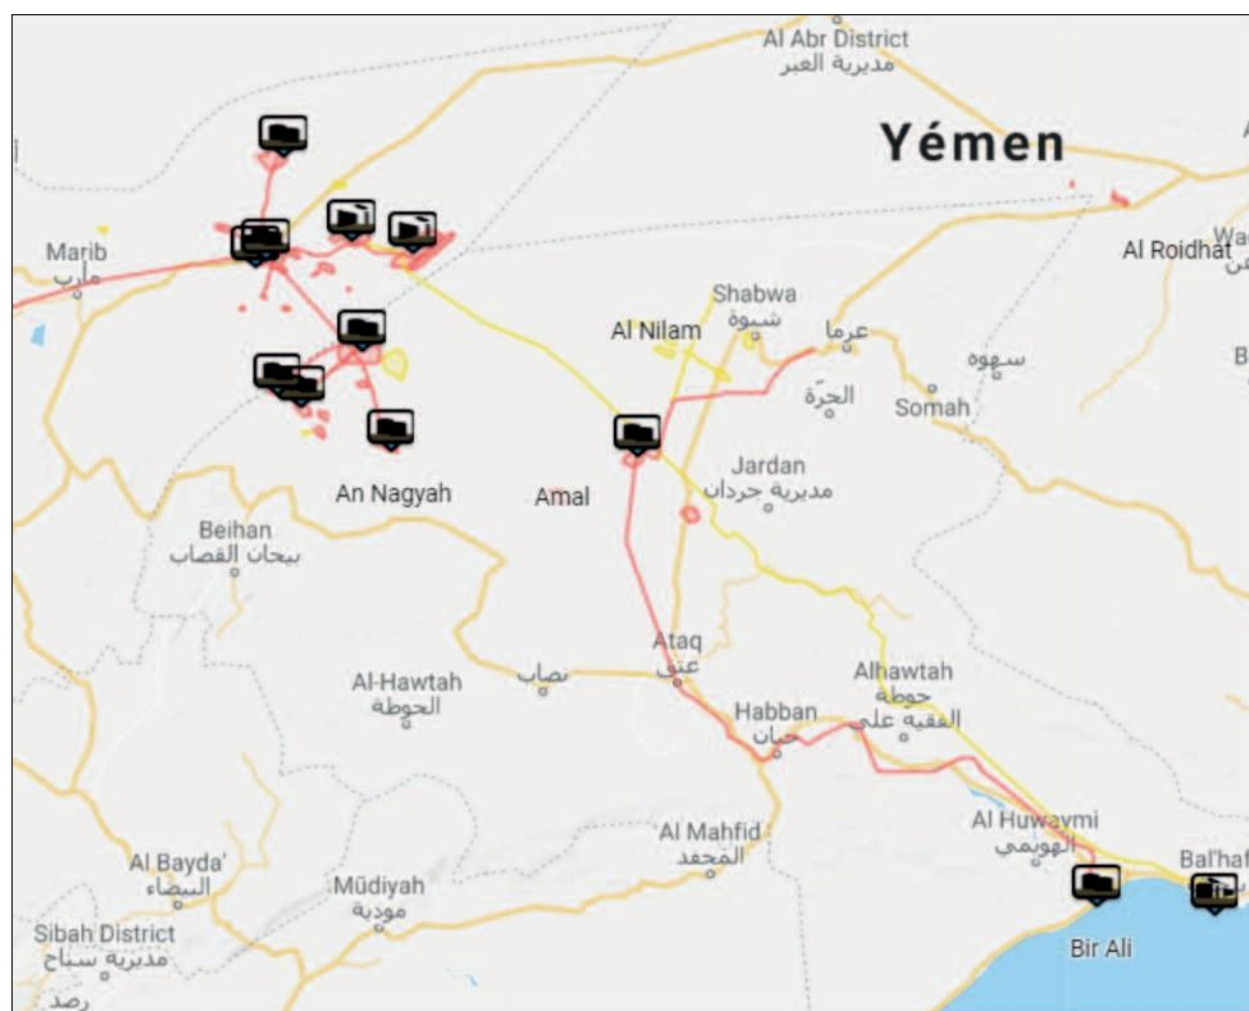 Al Abr District
مديرية العبر
Yémen
Marib
مأرب
Al Roidhat
Shabwa
شبوة
Al Nilam
عرما
سهوه
الحرّة
Somah
Jardan
مديرية جردان
An Nagyah
Amal
Beihan
بيحان القصاب
Ataq
عتق
Al-Hawtah
الحوطة
نصاب
Alhawtah
حوطة
الفقيه علي
Habban
حبان
Al Mahfid
المحفد
Al Huwaymi
الهويمي
Al Bayda'
البيضاء
Mūdiyah
مودية
Bal'haf
Sibah District
مديرية سباح
Bir Ali
رصد